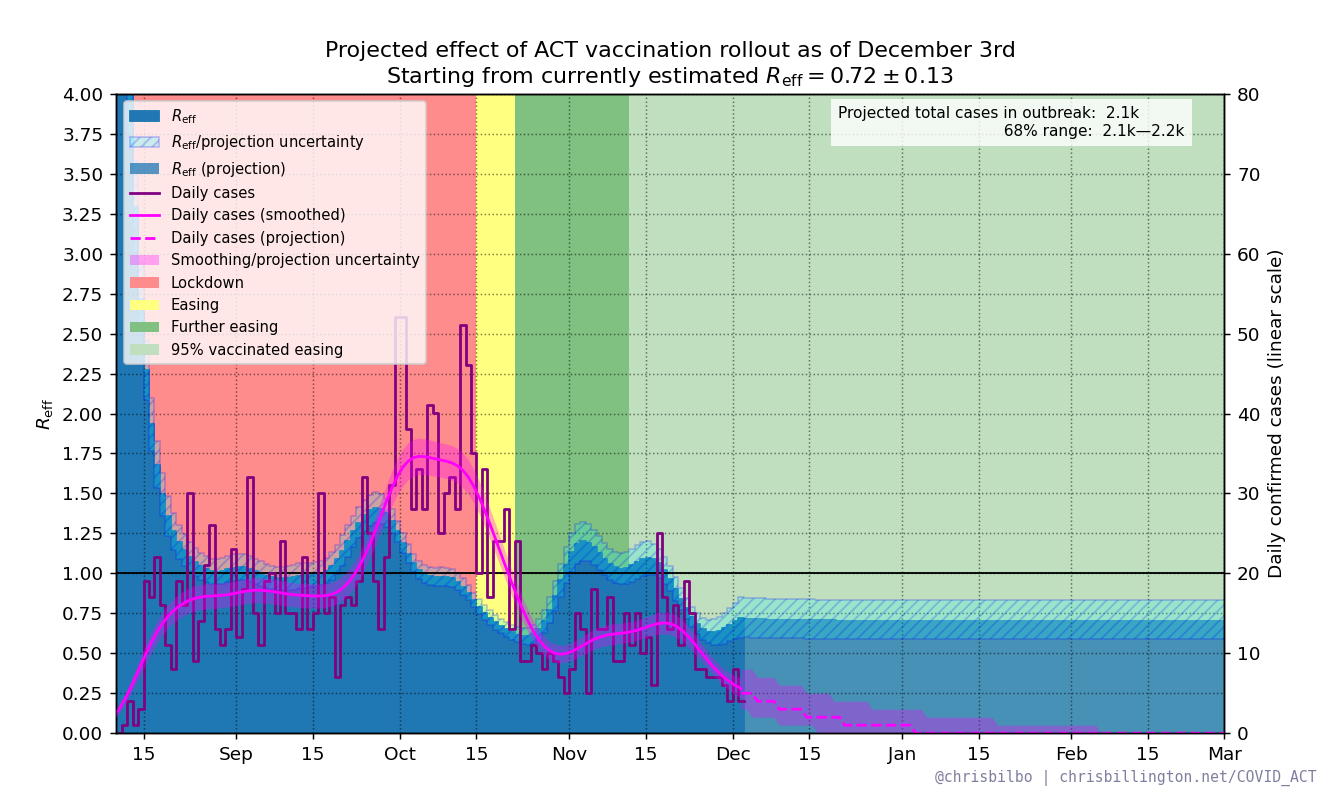 Projected effect of ACT vaccination rollout as of December 3rd
Starting from currently estimated R_eff = 0.72 ± 0.13
4.00
3.75
3.50
3.25
3.00
2.75
2.50
2.25
2.00
1.75
1.50
1.25
1.00
0.75
0.50
0.25
0.00
R_eff
R_eff
R_eff/projection uncertainty
R_eff (projection)
Daily cases
Daily cases (smoothed)
Daily cases (projection)
Smoothing/projection uncertainty
Lockdown
Easing
Further easing
95% vaccinated easing
Projected total cases in outbreak: 2.1k
68% range: 2.1k—2.2k
80
70
60
50
40
30
20
10
0
Daily confirmed cases (linear scale)
15 Sep 15 Oct 15 Nov 15 Dec 15 Jan 15 Feb 15 Mar
@chrisbilbo | chrisbillington.net/COVID_ACT